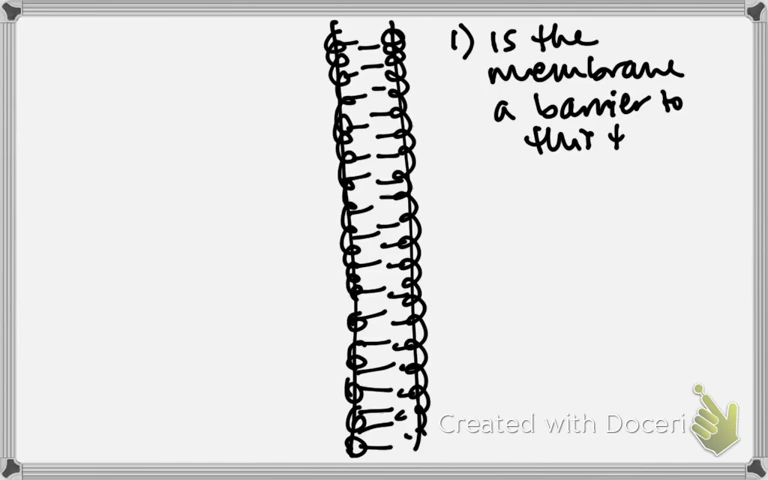 1) Is the
membrane
a barrier to
this t
Created with Doceri